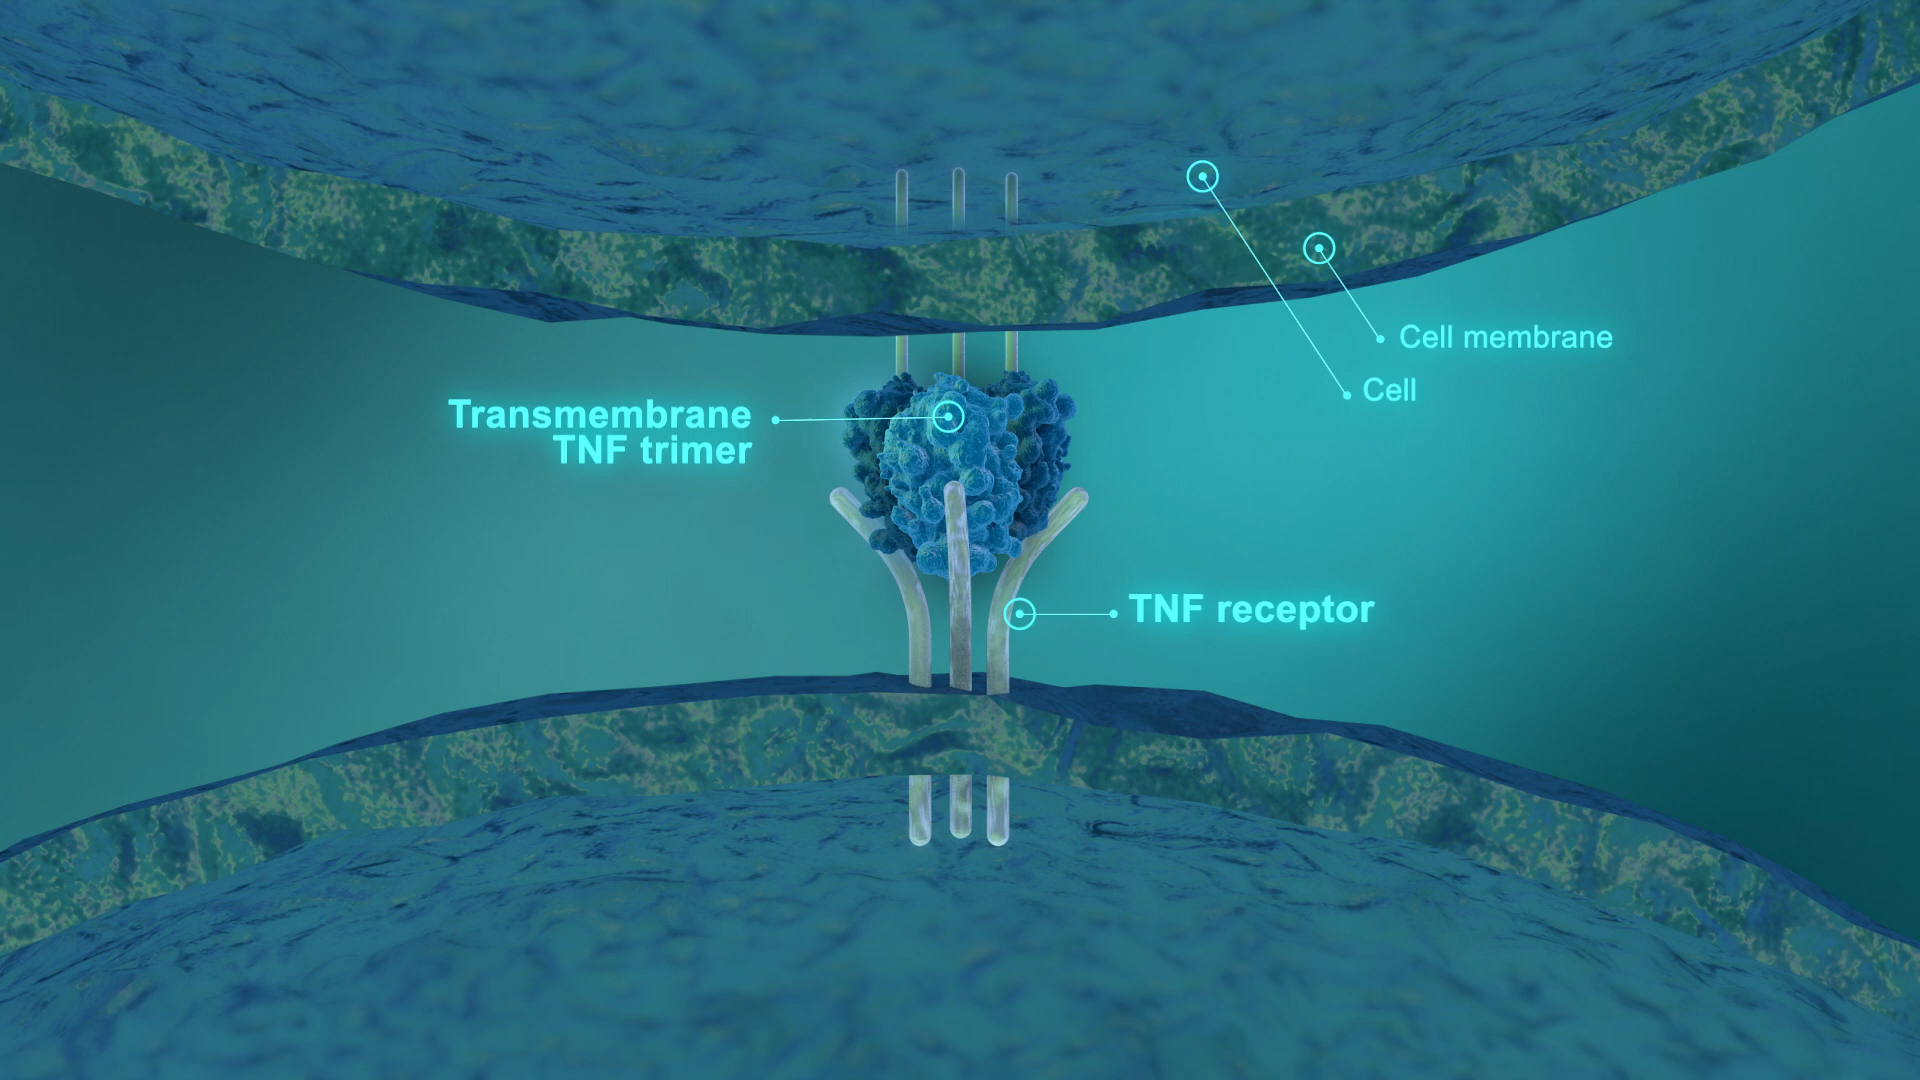 Cell membrane
Cell
Transmembrane
TNF trimer
TNF receptor